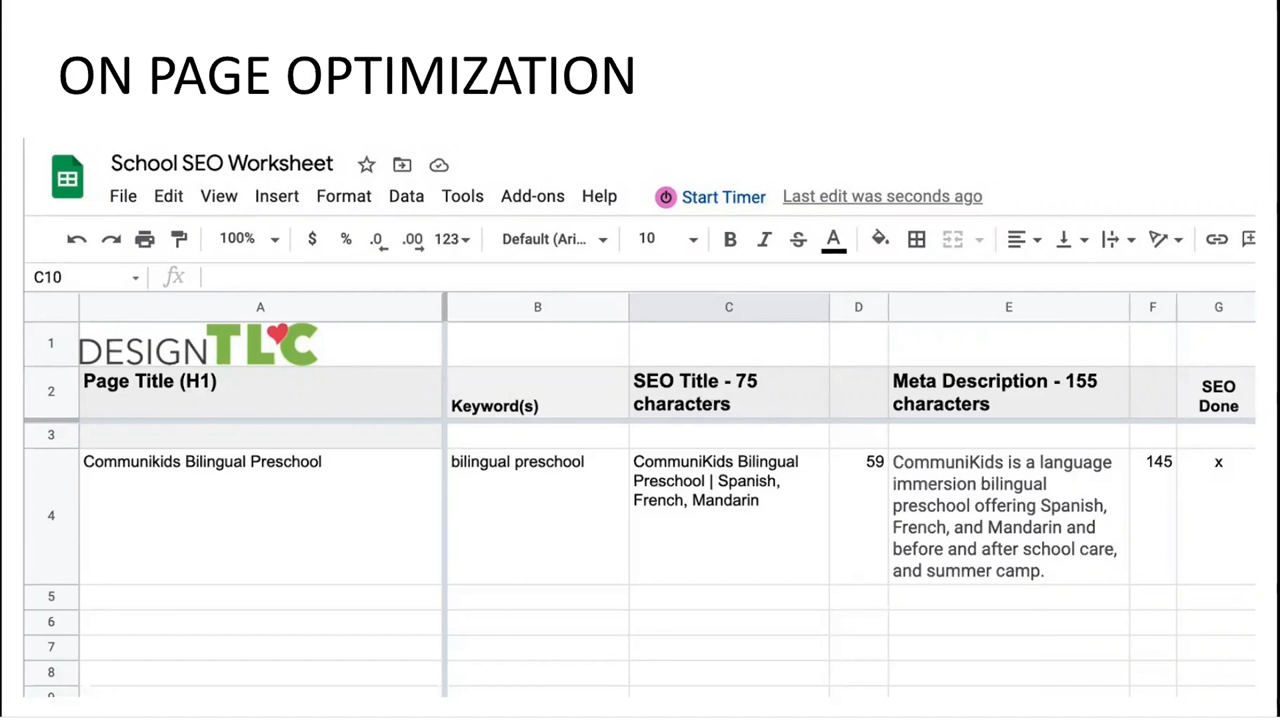 ON PAGE OPTIMIZATION
School SEO Worksheet
File Edit View Insert Format Data Tools Add-ons Help Start Timer Last edit was seconds ago
100% $ % .0 .00 123 Default (Ari... 10 B I S A
C10 fx
A B C D E F G
1 DESIGN TLC
2 Page Title (H1) Keyword(s) SEO Title - 75 characters Meta Description - 155 characters SEO Done
3
4 Communikids Bilingual Preschool bilingual preschool CommuniKids Bilingual 59 CommuniKids is a language 145 x
Preschool | Spanish, immersion bilingual
French, Mandarin preschool offering Spanish,
French, and Mandarin and
before and after school care,
and summer camp.
5
6
7
8